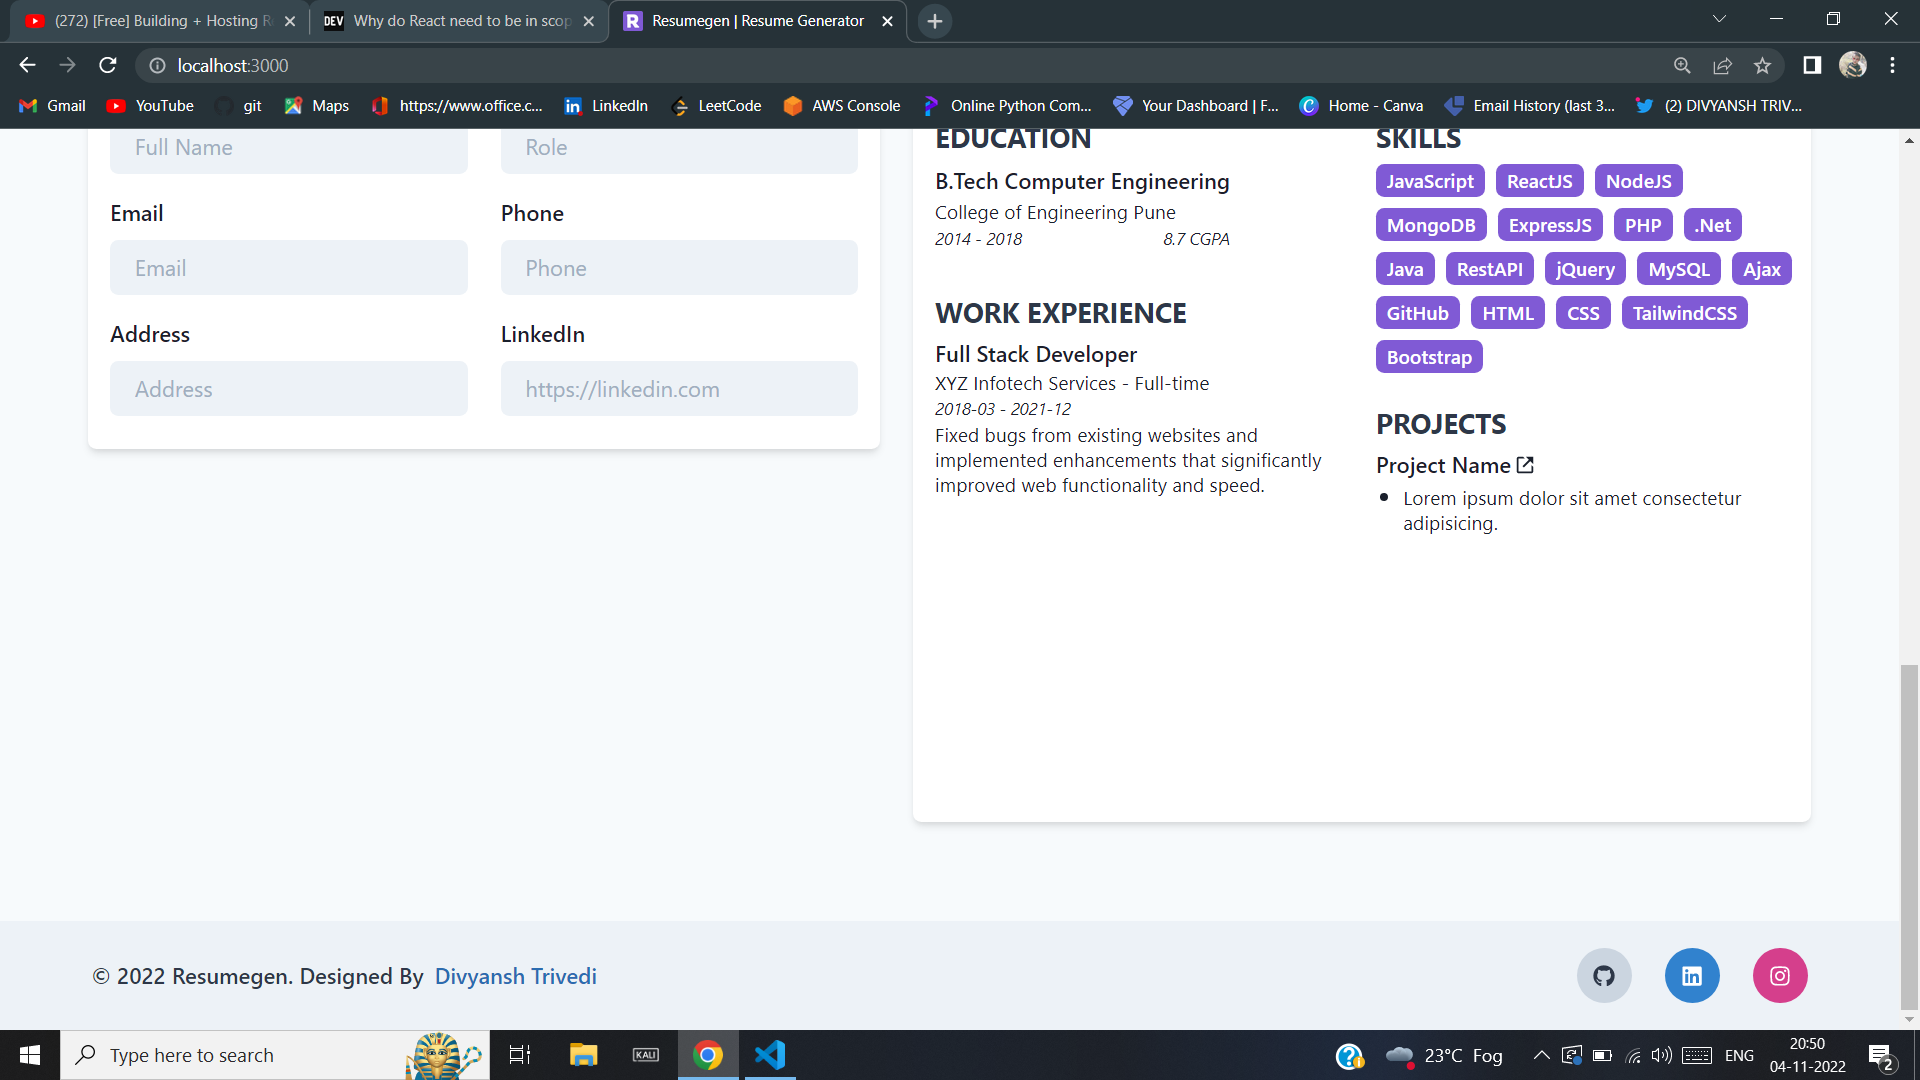 (272) [Free] Building + Hosting R
Why do React need to be in scop
Resumegen | Resume Generator
localhost:3000
Gmail
YouTube
git
Maps
https://www.office.c...
LinkedIn
LeetCode
AWS Console
Online Python Com...
Your Dashboard | F...
Home - Canva
Email History (last 3...
(2) DIVYANSH TRIV...
Full Name
Role
Email
Phone
Email
Phone
Address
LinkedIn
Address
https://linkedin.com
EDUCATION
B.Tech Computer Engineering
College of Engineering Pune
2014 - 2018
8.7 CGPA
WORK EXPERIENCE
Full Stack Developer
XYZ Infotech Services - Full-time
2018-03 - 2021-12
Fixed bugs from existing websites and
implemented enhancements that significantly
improved web functionality and speed.
SKILLS
JavaScript ReactJS NodeJS
MongoDB ExpressJS PHP .Net
Java RestAPI jQuery MySQL Ajax
GitHub HTML CSS TailwindCSS
Bootstrap
PROJECTS
Project Name
Lorem ipsum dolor sit amet consectetur
adipisicing.
© 2022 Resumegen. Designed By Divyansh Trivedi
Type here to search
KALI
23°C Fog
ENG
20:50
04-11-2022
2